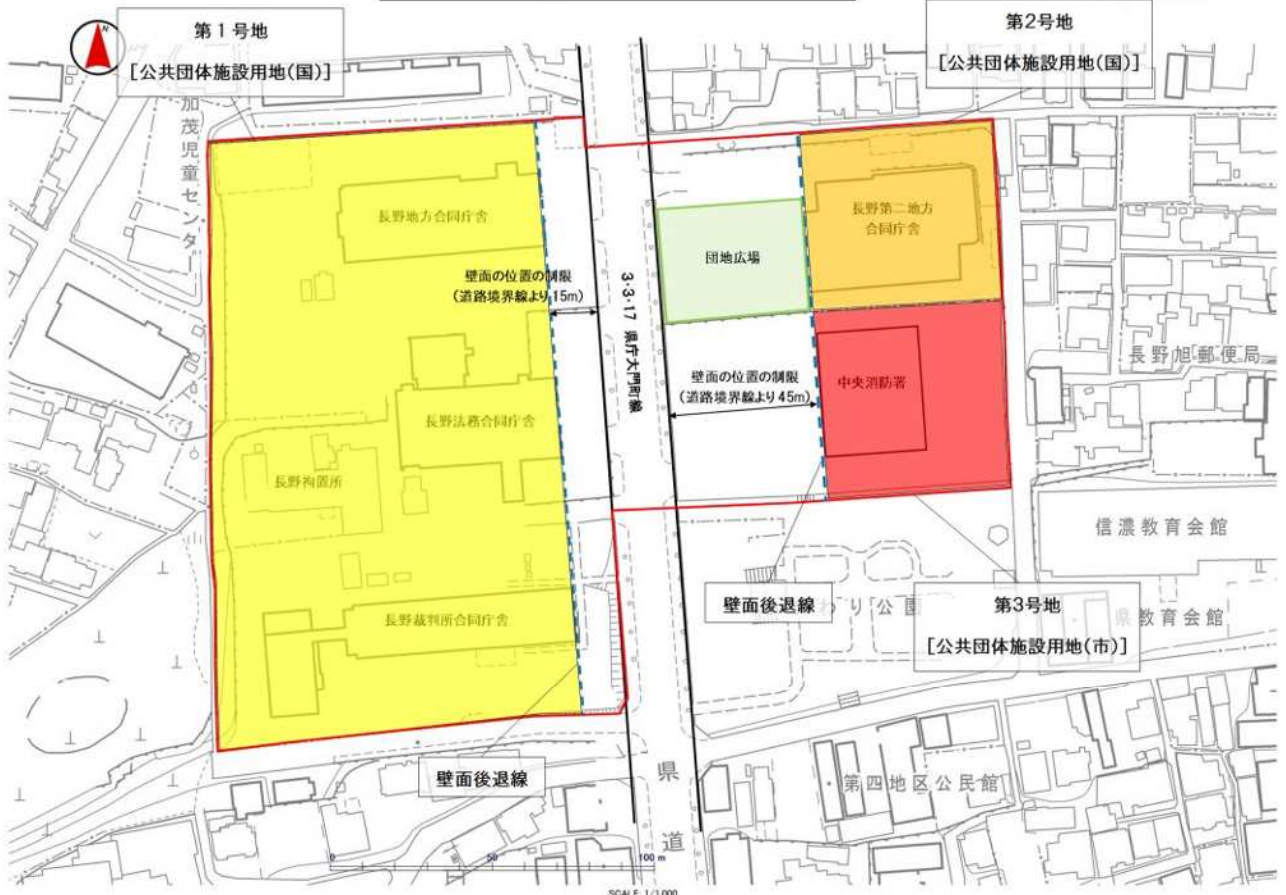 N
第1号地
[公共団体施設用地(国)]
第2号地
[公共団体施設用地(国)]
加茂児童センター
長野地方合同庁舎
長野第二地方
合同庁舎
団地広場
壁面の位置の制限
(道路境界線より15m)
3・3・17 県庁大門町線
長野旭郵便局
壁面の位置の制限
(道路境界線より45m)
中央消防署
長野法務合同庁舎
長野拘置所
信濃教育会館
壁面後退線
わり公園
第3号地
[公共団体施設用地(市)]
県教育会館
長野裁判所合同庁舎
壁面後退線
県道
第四地区公民館
0 50 100 m
SCALE 1/1,000